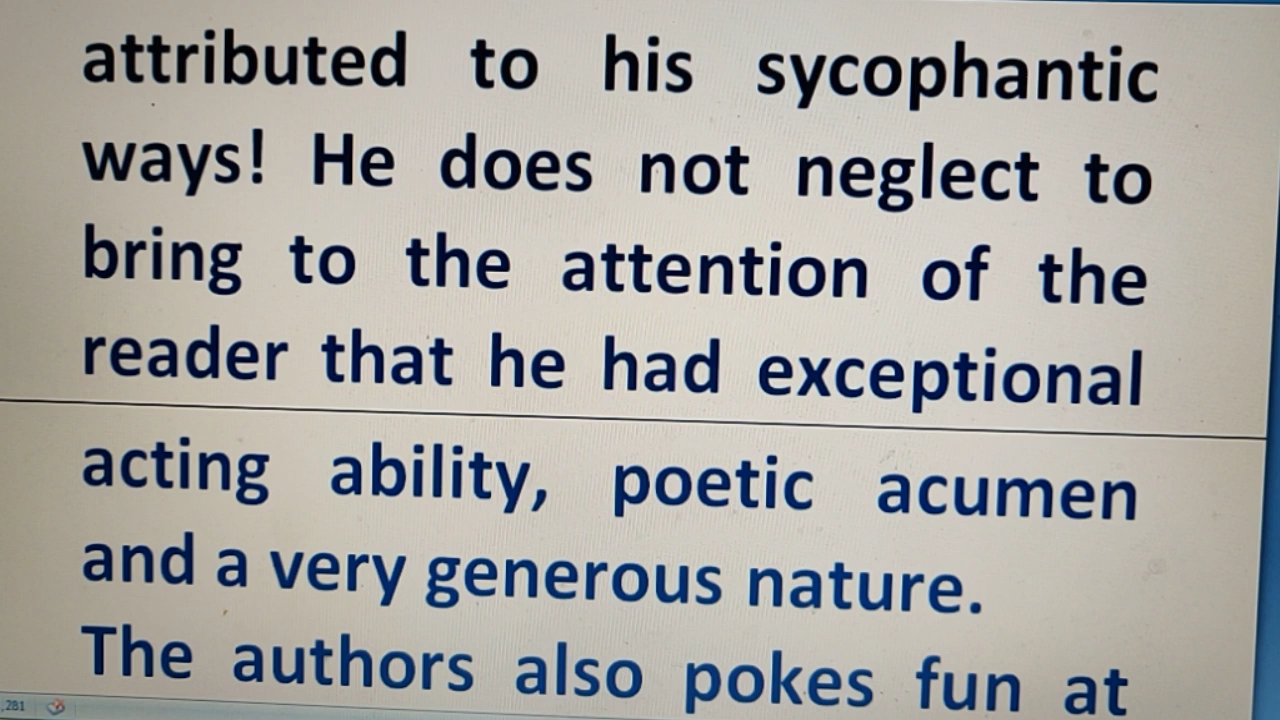 attributed to his sycophantic
ways! He does not neglect to
bring to the attention of the
reader that he had exceptional
acting ability, poetic acumen
and a very generous nature.
The authors also pokes fun at
,281